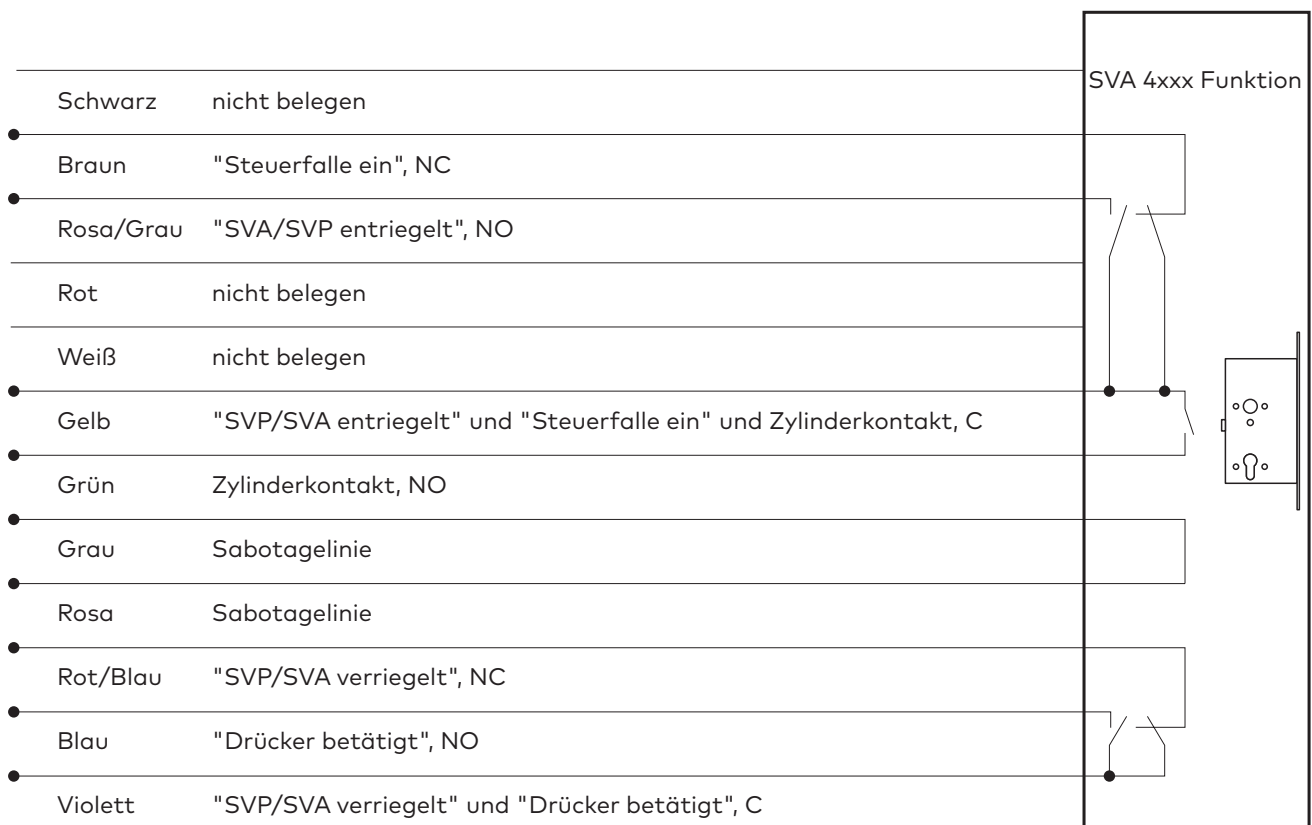 SVA 4xxx Funktion
Schwarz nicht belegen
Braun "Steuerfalle ein", NC
Rosa/Grau "SVA/SVP entriegelt", NO
Rot nicht belegen
Weiß nicht belegen
Gelb "SVP/SVA entriegelt" und "Steuerfalle ein" und Zylinderkontakt, C
Grün Zylinderkontakt, NO
Grau Sabotagelinie
Rosa Sabotagelinie
Rot/Blau "SVP/SVA verriegelt", NC
Blau "Drücker betätigt", NO
Violett "SVP/SVA verriegelt" und "Drücker betätigt", C